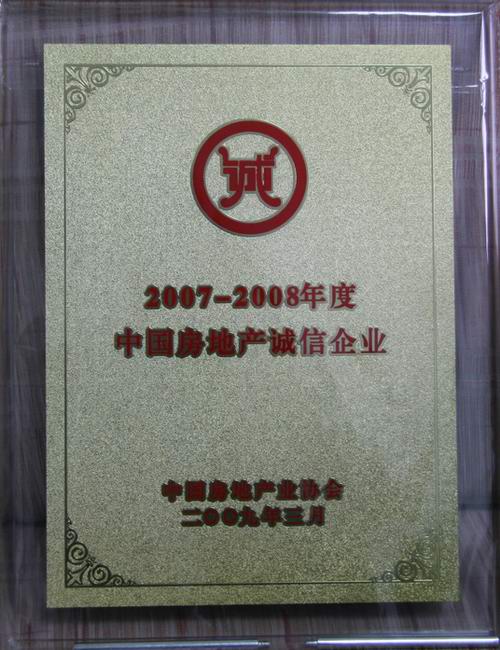 诚
2007-2008年度
中国房地产诚信企业
中国房地产业协会
二〇〇九年三月